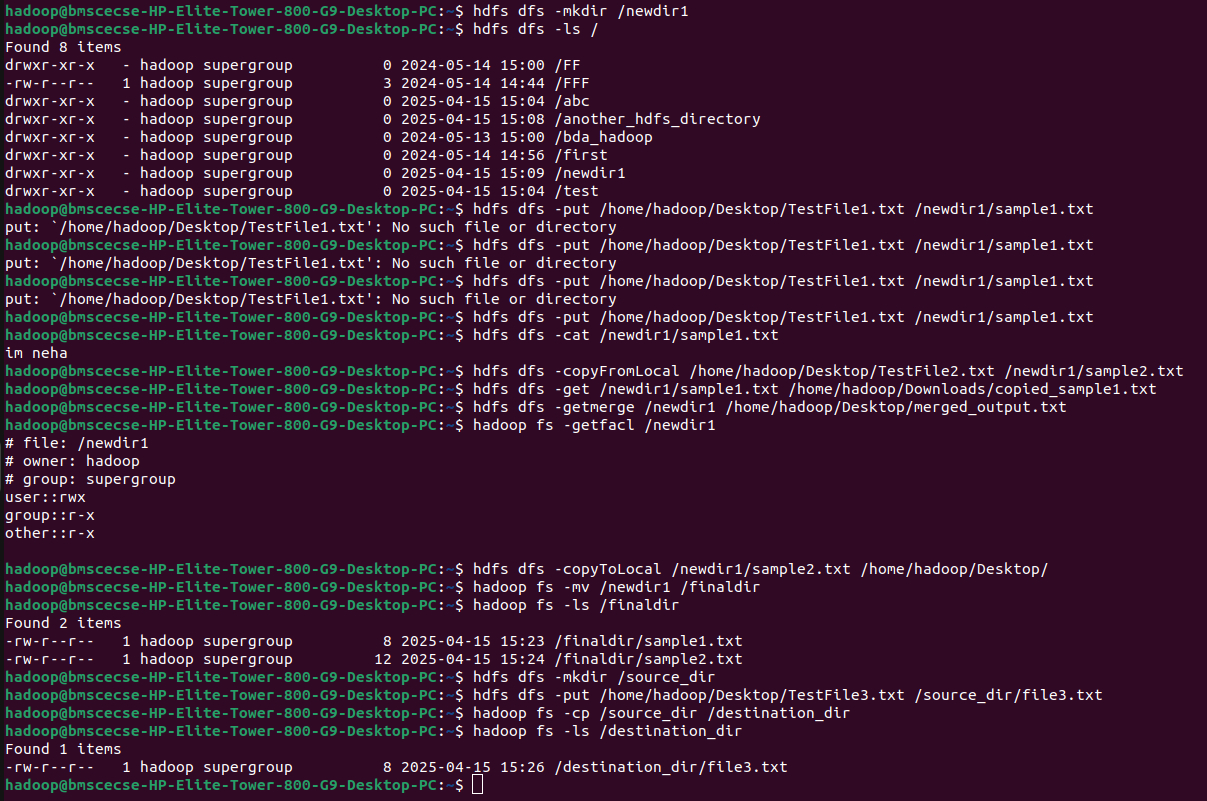 hadoop@bmscecse-HP-Elite-Tower-800-G9-Desktop-PC:~$ hdfs dfs -mkdir /newdir1
hadoop@bmscecse-HP-Elite-Tower-800-G9-Desktop-PC:~$ hdfs dfs -ls /
Found 8 items
drwxr-xr-x   - hadoop supergroup          0 2024-05-14 15:00 /FF
-rw-r--r--   1 hadoop supergroup          3 2024-05-14 14:44 /FFF
drwxr-xr-x   - hadoop supergroup          0 2025-04-15 15:04 /abc
drwxr-xr-x   - hadoop supergroup          0 2025-04-15 15:08 /another_hdfs_directory
drwxr-xr-x   - hadoop supergroup          0 2024-05-13 15:00 /bda_hadoop
drwxr-xr-x   - hadoop supergroup          0 2024-05-14 14:56 /first
drwxr-xr-x   - hadoop supergroup          0 2025-04-15 15:09 /newdir1
drwxr-xr-x   - hadoop supergroup          0 2025-04-15 15:04 /test
hadoop@bmscecse-HP-Elite-Tower-800-G9-Desktop-PC:~$ hdfs dfs -put /home/hadoop/Desktop/TestFile1.txt /newdir1/sample1.txt
put: `/home/hadoop/Desktop/TestFile1.txt': No such file or directory
hadoop@bmscecse-HP-Elite-Tower-800-G9-Desktop-PC:~$ hdfs dfs -put /home/hadoop/Desktop/TestFile1.txt /newdir1/sample1.txt
put: `/home/hadoop/Desktop/TestFile1.txt': No such file or directory
hadoop@bmscecse-HP-Elite-Tower-800-G9-Desktop-PC:~$ hdfs dfs -put /home/hadoop/Desktop/TestFile1.txt /newdir1/sample1.txt
put: `/home/hadoop/Desktop/TestFile1.txt': No such file or directory
hadoop@bmscecse-HP-Elite-Tower-800-G9-Desktop-PC:~$ hdfs dfs -put /home/hadoop/Desktop/TestFile1.txt /newdir1/sample1.txt
hadoop@bmscecse-HP-Elite-Tower-800-G9-Desktop-PC:~$ hdfs dfs -cat /newdir1/sample1.txt
im neha
hadoop@bmscecse-HP-Elite-Tower-800-G9-Desktop-PC:~$ hdfs dfs -copyFromLocal /home/hadoop/Desktop/TestFile2.txt /newdir1/sample2.txt
hadoop@bmscecse-HP-Elite-Tower-800-G9-Desktop-PC:~$ hdfs dfs -get /newdir1/sample1.txt /home/hadoop/Downloads/copied_sample1.txt
hadoop@bmscecse-HP-Elite-Tower-800-G9-Desktop-PC:~$ hdfs dfs -getmerge /newdir1 /home/hadoop/Desktop/merged_output.txt
hadoop@bmscecse-HP-Elite-Tower-800-G9-Desktop-PC:~$ hadoop fs -getfacl /newdir1
# file: /newdir1
# owner: hadoop
# group: supergroup
user::rwx
group::r-x
other::r-x

hadoop@bmscecse-HP-Elite-Tower-800-G9-Desktop-PC:~$ hdfs dfs -copyToLocal /newdir1/sample2.txt /home/hadoop/Desktop/
hadoop@bmscecse-HP-Elite-Tower-800-G9-Desktop-PC:~$ hadoop fs -mv /newdir1 /finaldir
hadoop@bmscecse-HP-Elite-Tower-800-G9-Desktop-PC:~$ hadoop fs -ls /finaldir
Found 2 items
-rw-r--r--   1 hadoop supergroup          8 2025-04-15 15:23 /finaldir/sample1.txt
-rw-r--r--   1 hadoop supergroup         12 2025-04-15 15:24 /finaldir/sample2.txt
hadoop@bmscecse-HP-Elite-Tower-800-G9-Desktop-PC:~$ hdfs dfs -mkdir /source_dir
hadoop@bmscecse-HP-Elite-Tower-800-G9-Desktop-PC:~$ hdfs dfs -put /home/hadoop/Desktop/TestFile3.txt /source_dir/file3.txt
hadoop@bmscecse-HP-Elite-Tower-800-G9-Desktop-PC:~$ hadoop fs -cp /source_dir /destination_dir
hadoop@bmscecse-HP-Elite-Tower-800-G9-Desktop-PC:~$ hadoop fs -ls /destination_dir
Found 1 items
-rw-r--r--   1 hadoop supergroup          8 2025-04-15 15:26 /destination_dir/file3.txt
hadoop@bmscecse-HP-Elite-Tower-800-G9-Desktop-PC:~$